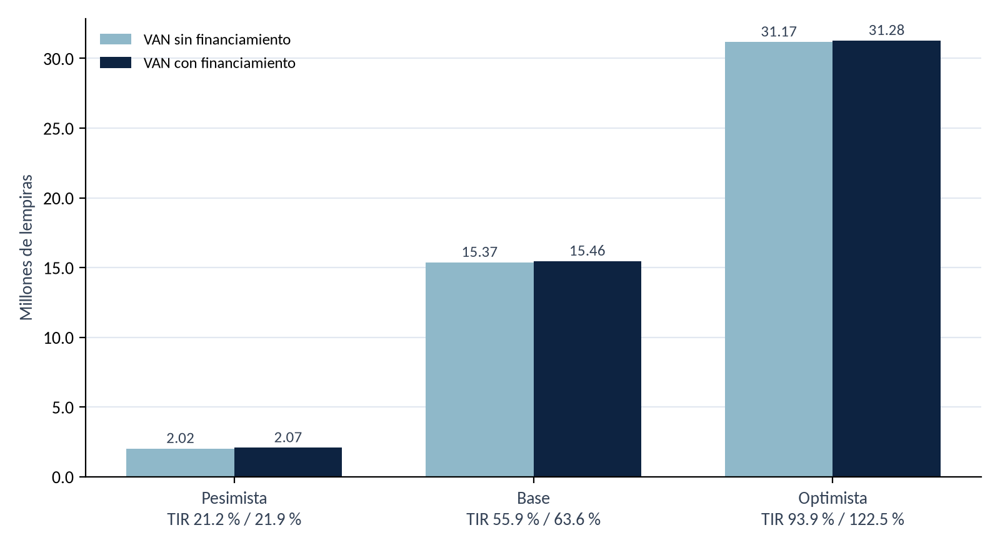 VAN sin financiamiento
VAN con financiamiento
Millones de lempiras
30.0
25.0
20.0
15.0
10.0
5.0
0.0
2.02
2.07
15.37
15.46
31.17
31.28
Pesimista
TIR 21.2 % / 21.9 %
Base
TIR 55.9 % / 63.6 %
Optimista
TIR 93.9 % / 122.5 %